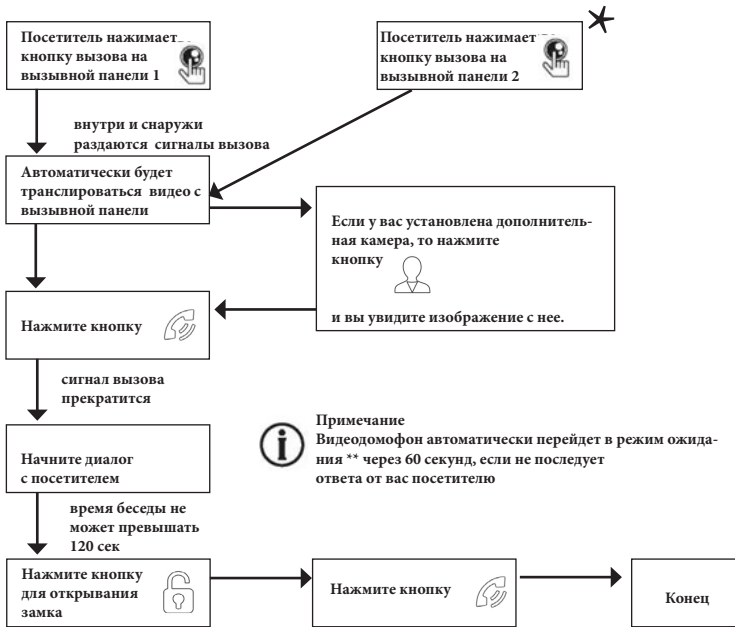 Посетитель нажимает
кнопку вызова на
вызывной панели 1
Посетитель нажимает
кнопку вызова на
вызывной панели 2
внутри и снаружи
раздаются сигналы вызова
Автоматически будет
транслироваться видео с
вызывной панели
Если у вас установлена дополнитель-
ная камера, то нажмите
кнопку
и вы увидите изображение с нее.
Нажмите кнопку
сигнал вызова
прекратится
Примечание
Видеодомофон автоматически перейдет в режим ожида-
ния ** через 60 секунд, если не последует
ответа от вас посетителю
Начните диалог
с посетителем
время беседы не
может превышать
120 сек
Нажмите кнопку
для открывания
замка
Нажмите кнопку
Конец